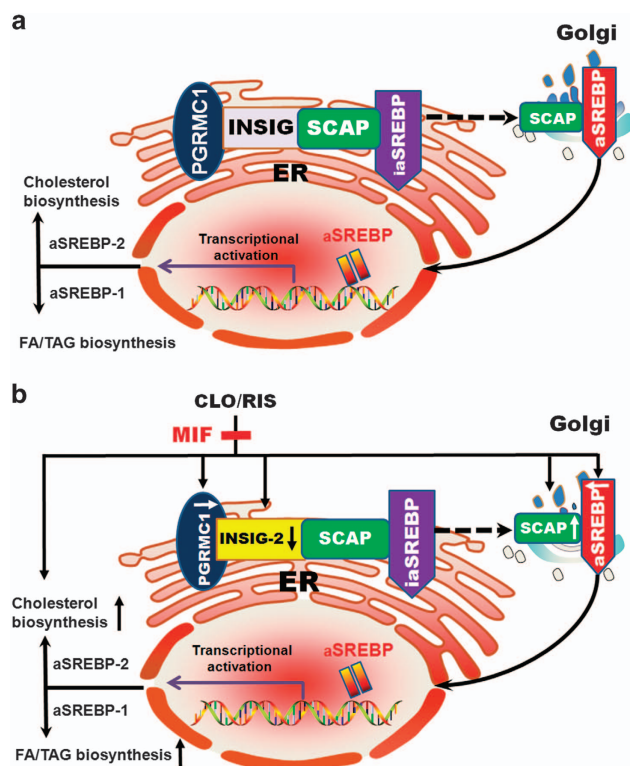 a
Golgi
PGRMC1
INSIG
SCAP
iaSREBP
SCAP
aSREBP
ER
Cholesterol
biosynthesis
aSREBP-2
aSREBP-1
FA/TAG biosynthesis
Transcriptional
activation
aSREBP
b
CLO/RIS
MIF
Golgi
PGRMC1
INSIG-2
SCAP
iaSREBP
SCAP
aSREBP
ER
Cholesterol
biosynthesis
aSREBP-2
aSREBP-1
FA/TAG biosynthesis
Transcriptional
activation
aSREBP